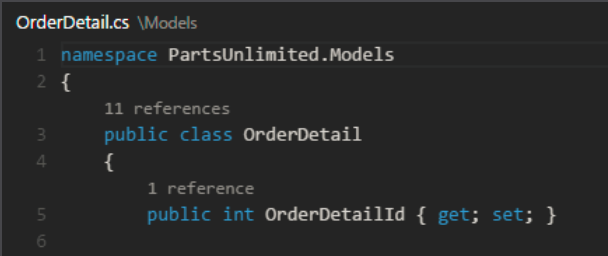 OrderDetail.cs \Models
1 namespace PartsUnlimited.Models
2 {
11 references
3 public class OrderDetail
4 {
1 reference
5 public int OrderDetailId { get; set; }
6